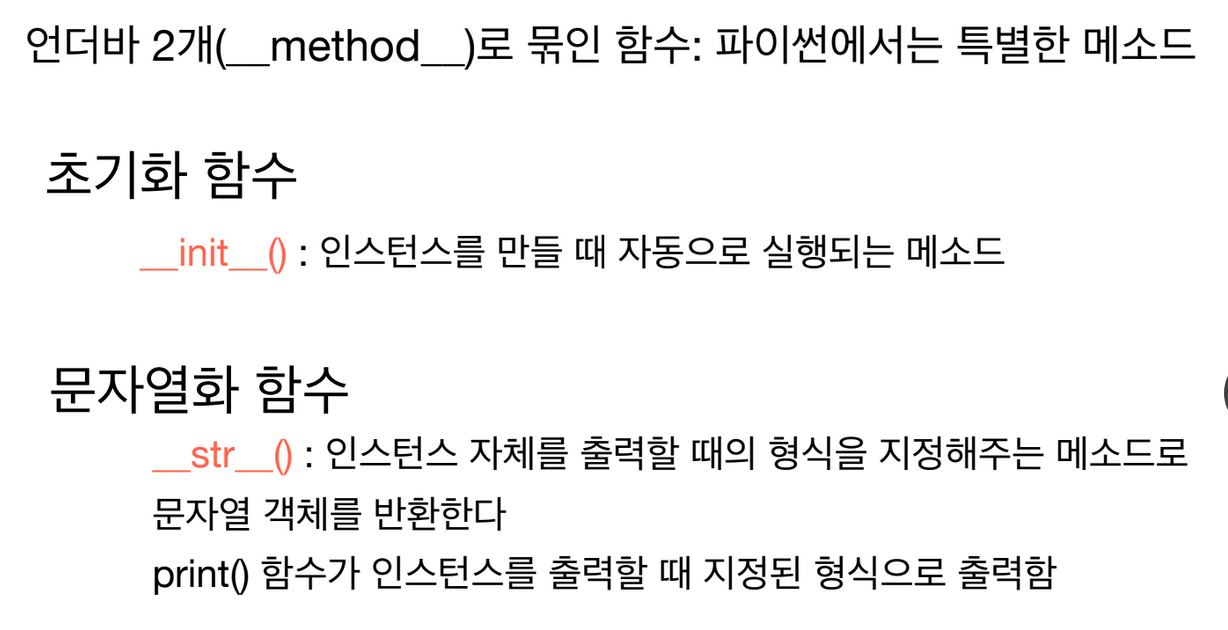 언더바 2개(__method__)로 묶인 함수: 파이썬에서는 특별한 메소드
초기화 함수
__init__() : 인스턴스를 만들 때 자동으로 실행되는 메소드
문자열화 함수
__str__() : 인스턴스 자체를 출력할 때의 형식을 지정해주는 메소드로
문자열 객체를 반환한다
print() 함수가 인스턴스를 출력할 때 지정된 형식으로 출력함